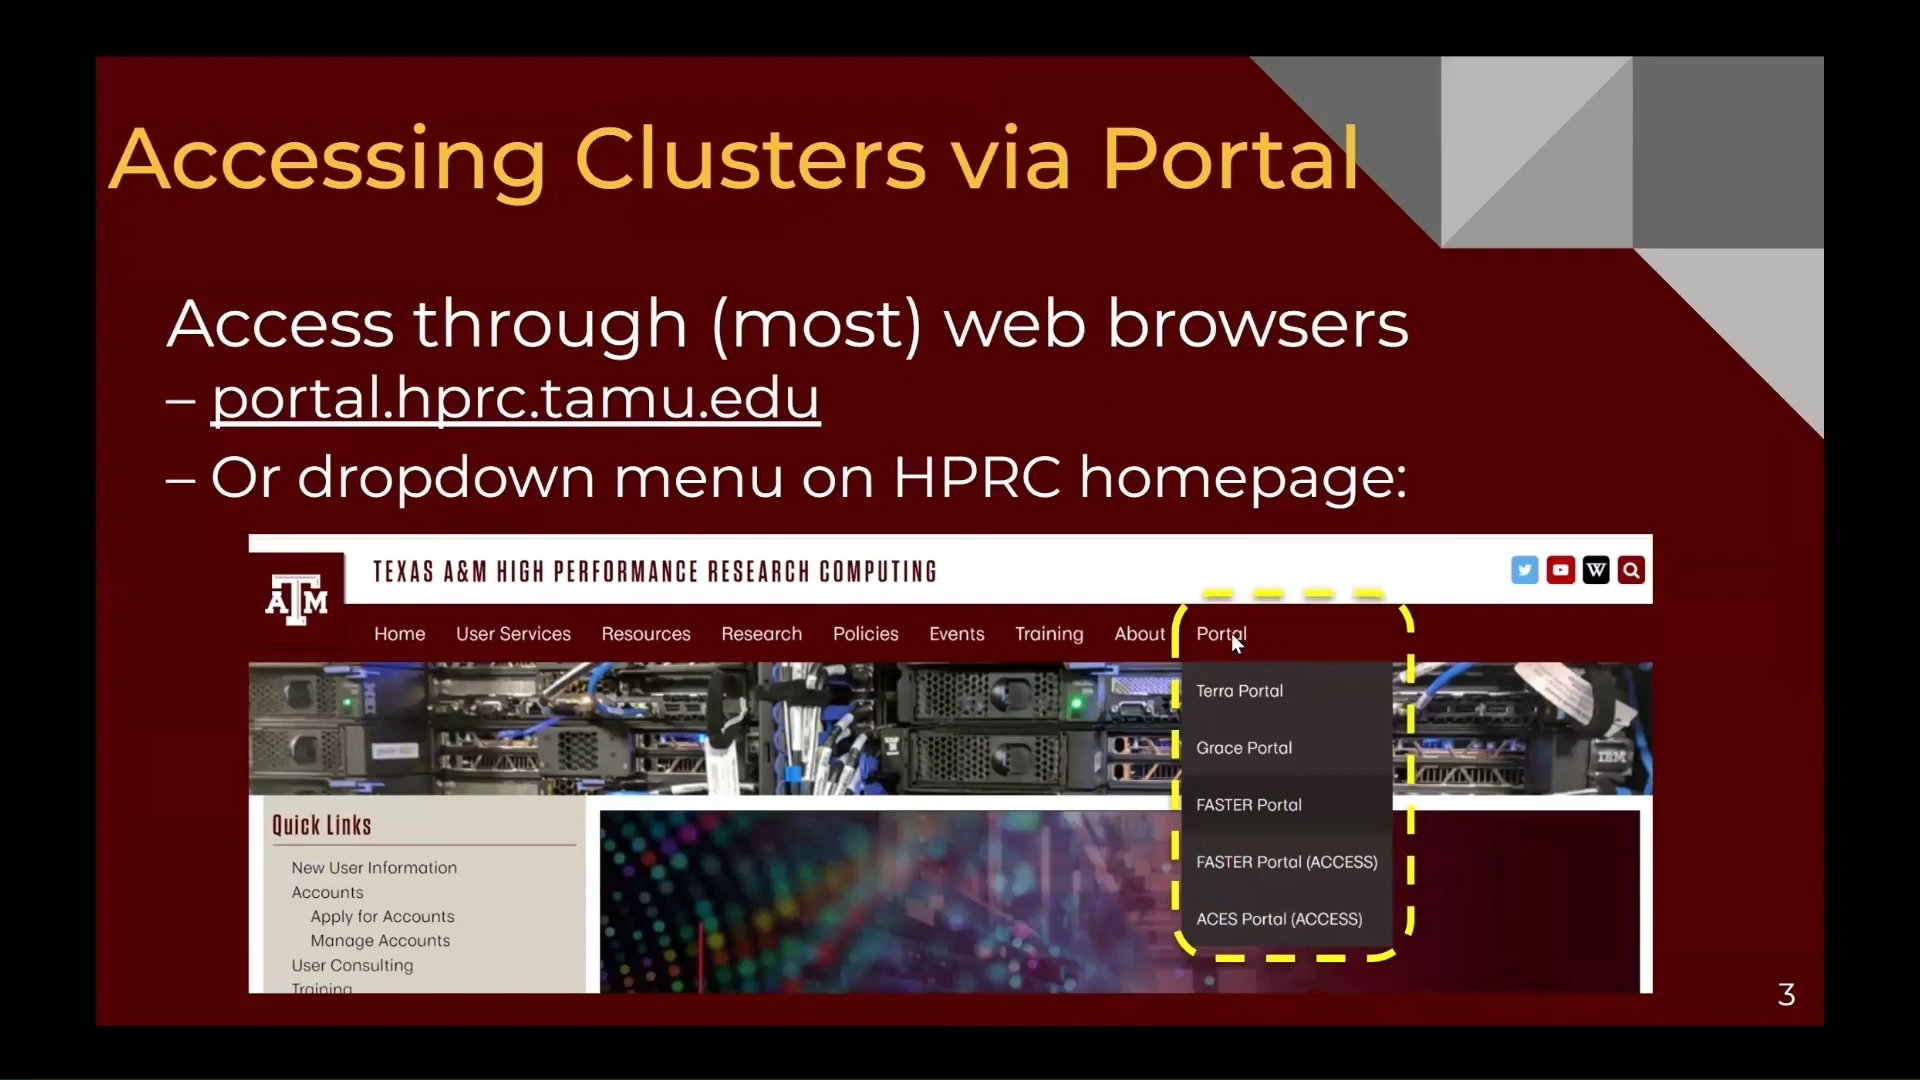 Accessing Clusters via Portal
Access through (most) web browsers
– portal.hprc.tamu.edu
– Or dropdown menu on HPRC homepage:
TEXAS A&M HIGH PERFORMANCE RESEARCH COMPUTING
W
ATM
Home User Services Resources Research Policies Events Training About Portal
Terra Portal
Grace Portal
FASTER Portal
FASTER Portal (ACCESS)
ACES Portal (ACCESS)
IBM
Quick Links
New User Information
Accounts
Apply for Accounts
Manage Accounts
User Consulting
Training
3